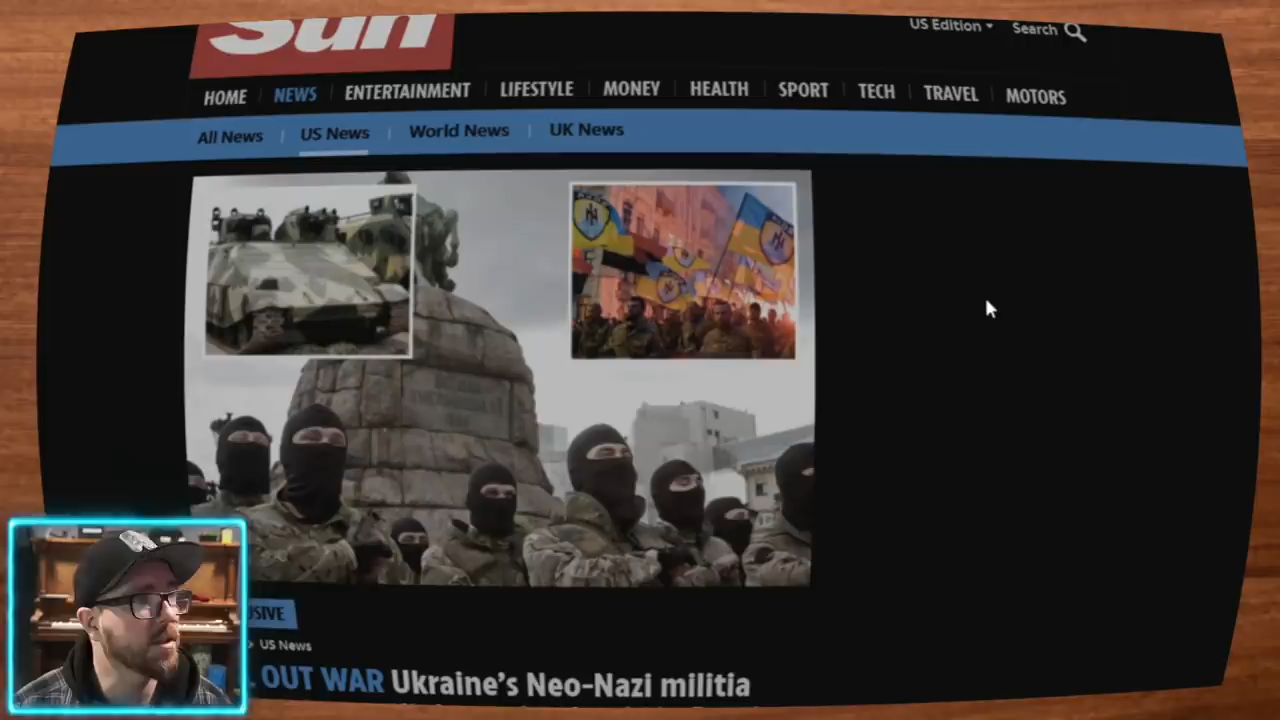 Sun
US Edition
Search
HOME NEWS ENTERTAINMENT LIFESTYLE MONEY HEALTH SPORT TECH TRAVEL MOTORS
All News US News World News UK News
USIVE
> US News
OUT WAR Ukraine's Neo-Nazi militia